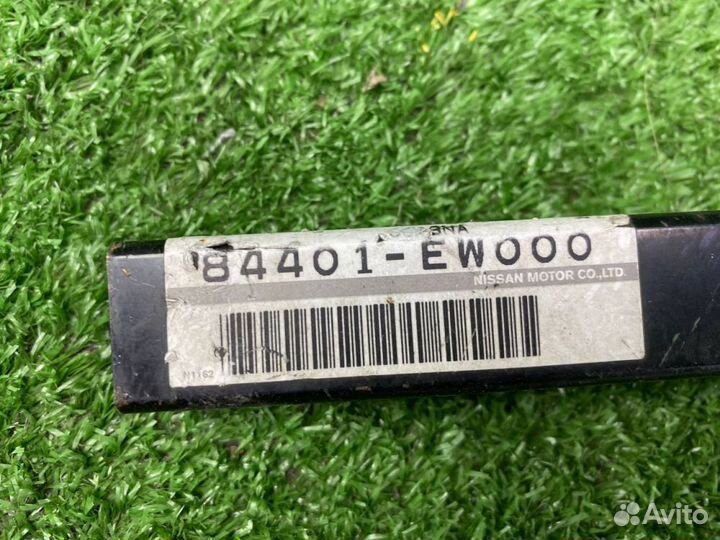 84401-EW000
NISSAN MOTOR CO.,LTD.
N1162
Avito